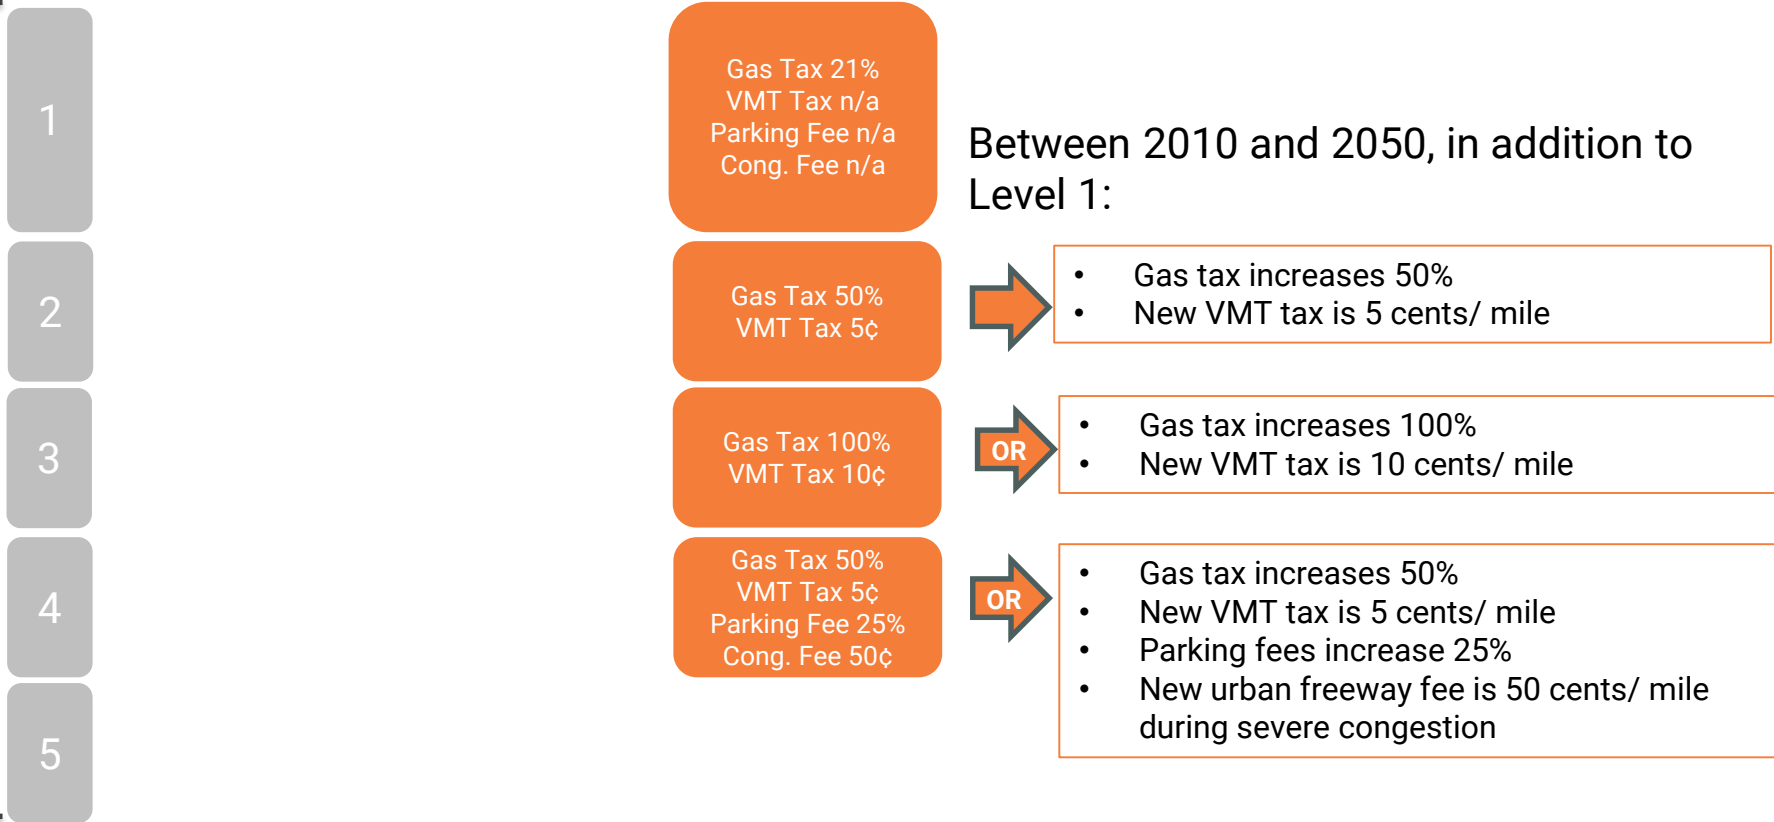 1
Gas Tax 21%
VMT Tax n/a
Parking Fee n/a
Cong. Fee n/a
Between 2010 and 2050, in addition to
Level 1:
2
Gas Tax 50%
VMT Tax 5¢
• Gas tax increases 50%
• New VMT tax is 5 cents/ mile
3
Gas Tax 100%
VMT Tax 10¢
OR
• Gas tax increases 100%
• New VMT tax is 10 cents/ mile
4
Gas Tax 50%
VMT Tax 5¢
Parking Fee 25%
Cong. Fee 50¢
OR
• Gas tax increases 50%
• New VMT tax is 5 cents/ mile
• Parking fees increase 25%
• New urban freeway fee is 50 cents/ mile
during severe congestion
5